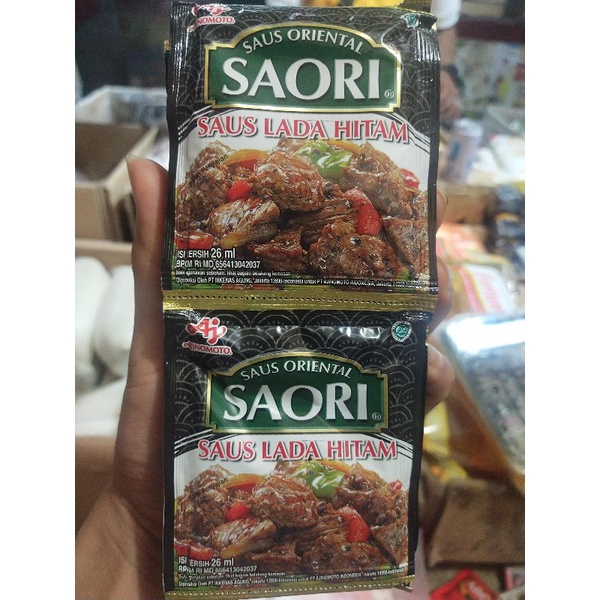 AJINOMOTO.
SAUS ORIENTAL
SAORI
SAUS LADA HITAM
ISI BERSIH 26 ml
BPOM RI MD 656413042037
AJINOMOTO.
SAUS ORIENTAL
SAORI
SAUS LADA HITAM
ISI BERSIH 26 ml
BPOM RI MD 656413042037